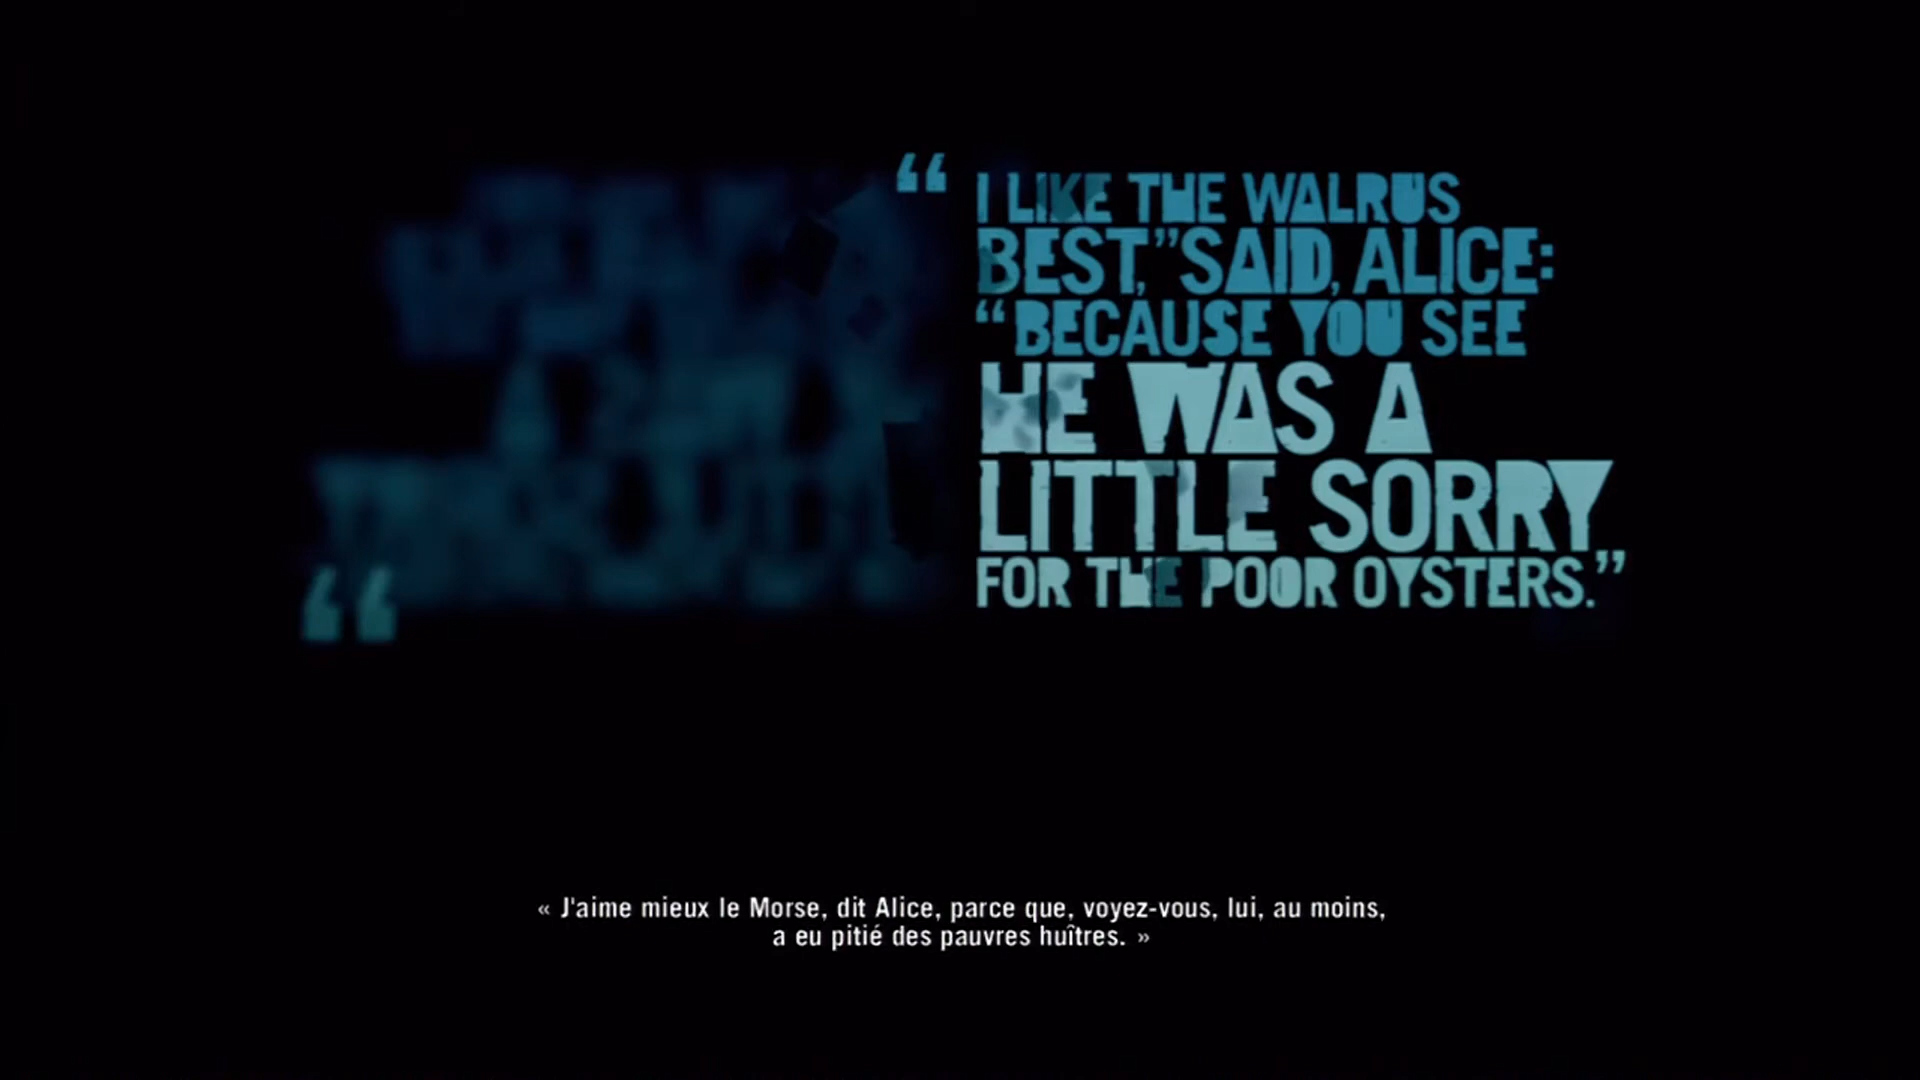 “ I LIKE THE WALRUS
BEST,” SAID, ALICE:
“BECAUSE YOU SEE
HE WAS A
LITTLE SORRY
FOR THE POOR OYSTERS.”
« J'aime mieux le Morse, dit Alice, parce que, voyez-vous, lui, au moins,
a eu pitié des pauvres huîtres. »